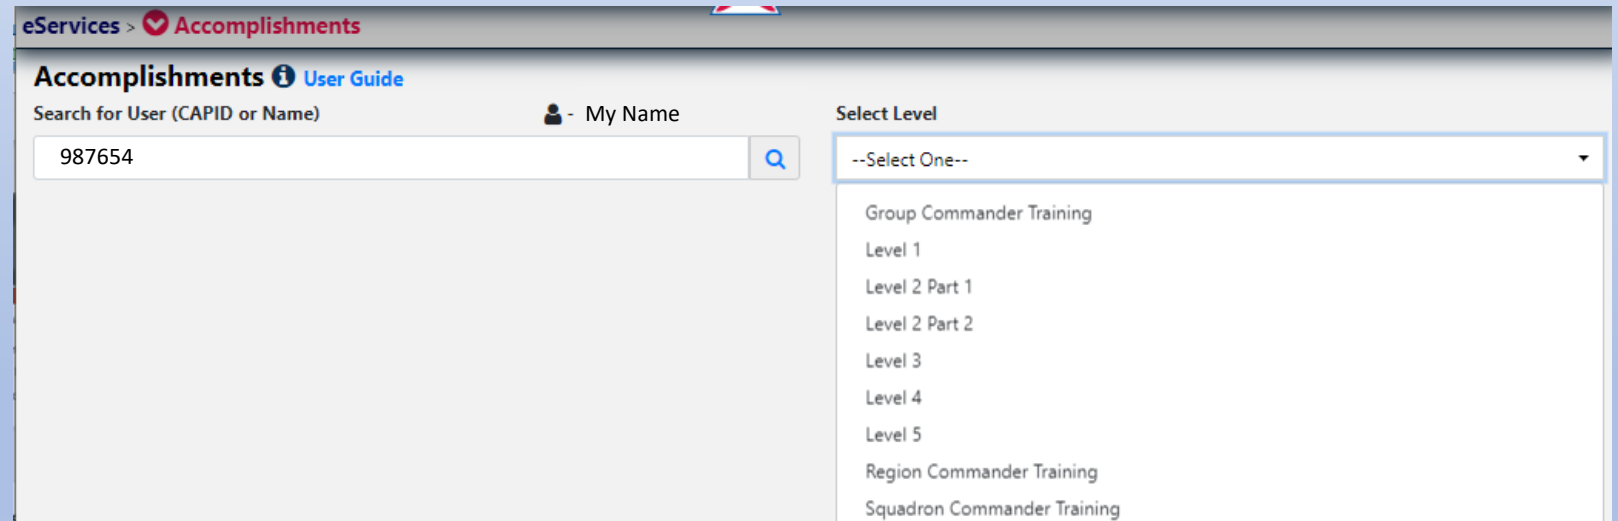 eServices > Accomplishments
Accomplishments User Guide
Search for User (CAPID or Name) - My Name
987654
Select Level
--Select One--
Group Commander Training
Level 1
Level 2 Part 1
Level 2 Part 2
Level 3
Level 4
Level 5
Region Commander Training
Squadron Commander Training